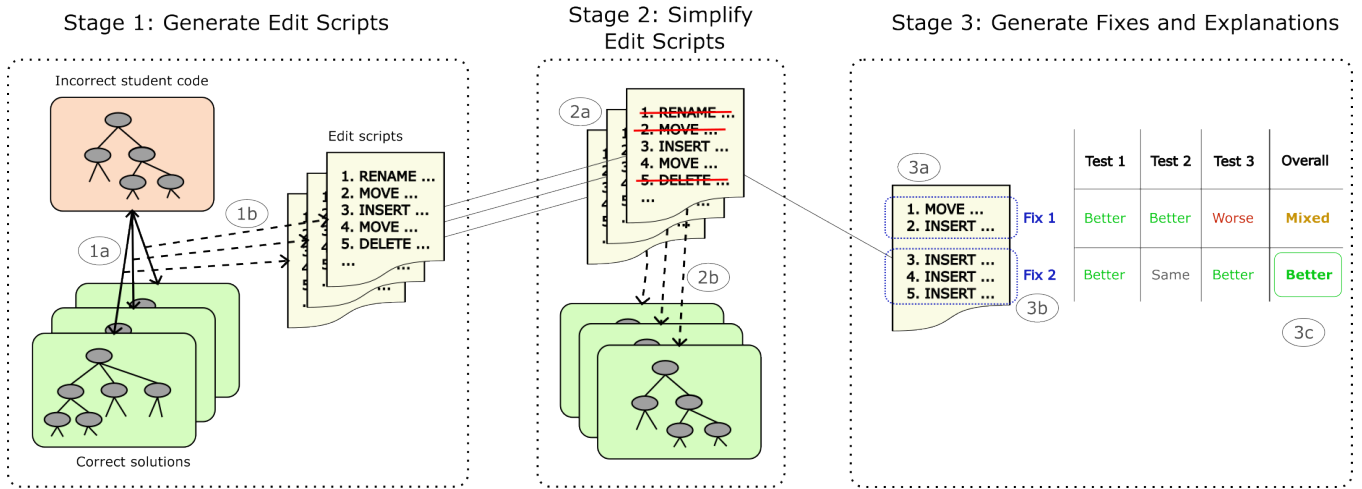 Stage 1: Generate Edit Scripts
Incorrect student code
Edit scripts
1. RENAME ...
2. MOVE ...
3. INSERT ...
4. MOVE ...
5. DELETE ...
...
1a
1b
Correct solutions
Stage 2: Simplify
Edit Scripts
2a
1. RENAME ...
2. MOVE ...
3. INSERT ...
4. MOVE ...
5. DELETE ...
...
2b
Stage 3: Generate Fixes and Explanations
3a
1. MOVE ...
2. INSERT ...
Fix 1
3. INSERT ...
4. INSERT ...
5. INSERT ...
Fix 2
3b
Test 1 Test 2 Test 3 Overall
Better Better Worse Mixed
Better Same Better Better
3c